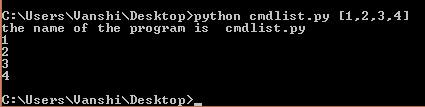 C:\Users\Vanshi\Desktop>python cmdlist.py [1,2,3,4]
the name of the program is  cmdlist.py
1
2
3
4
C:\Users\Vanshi\Desktop>_